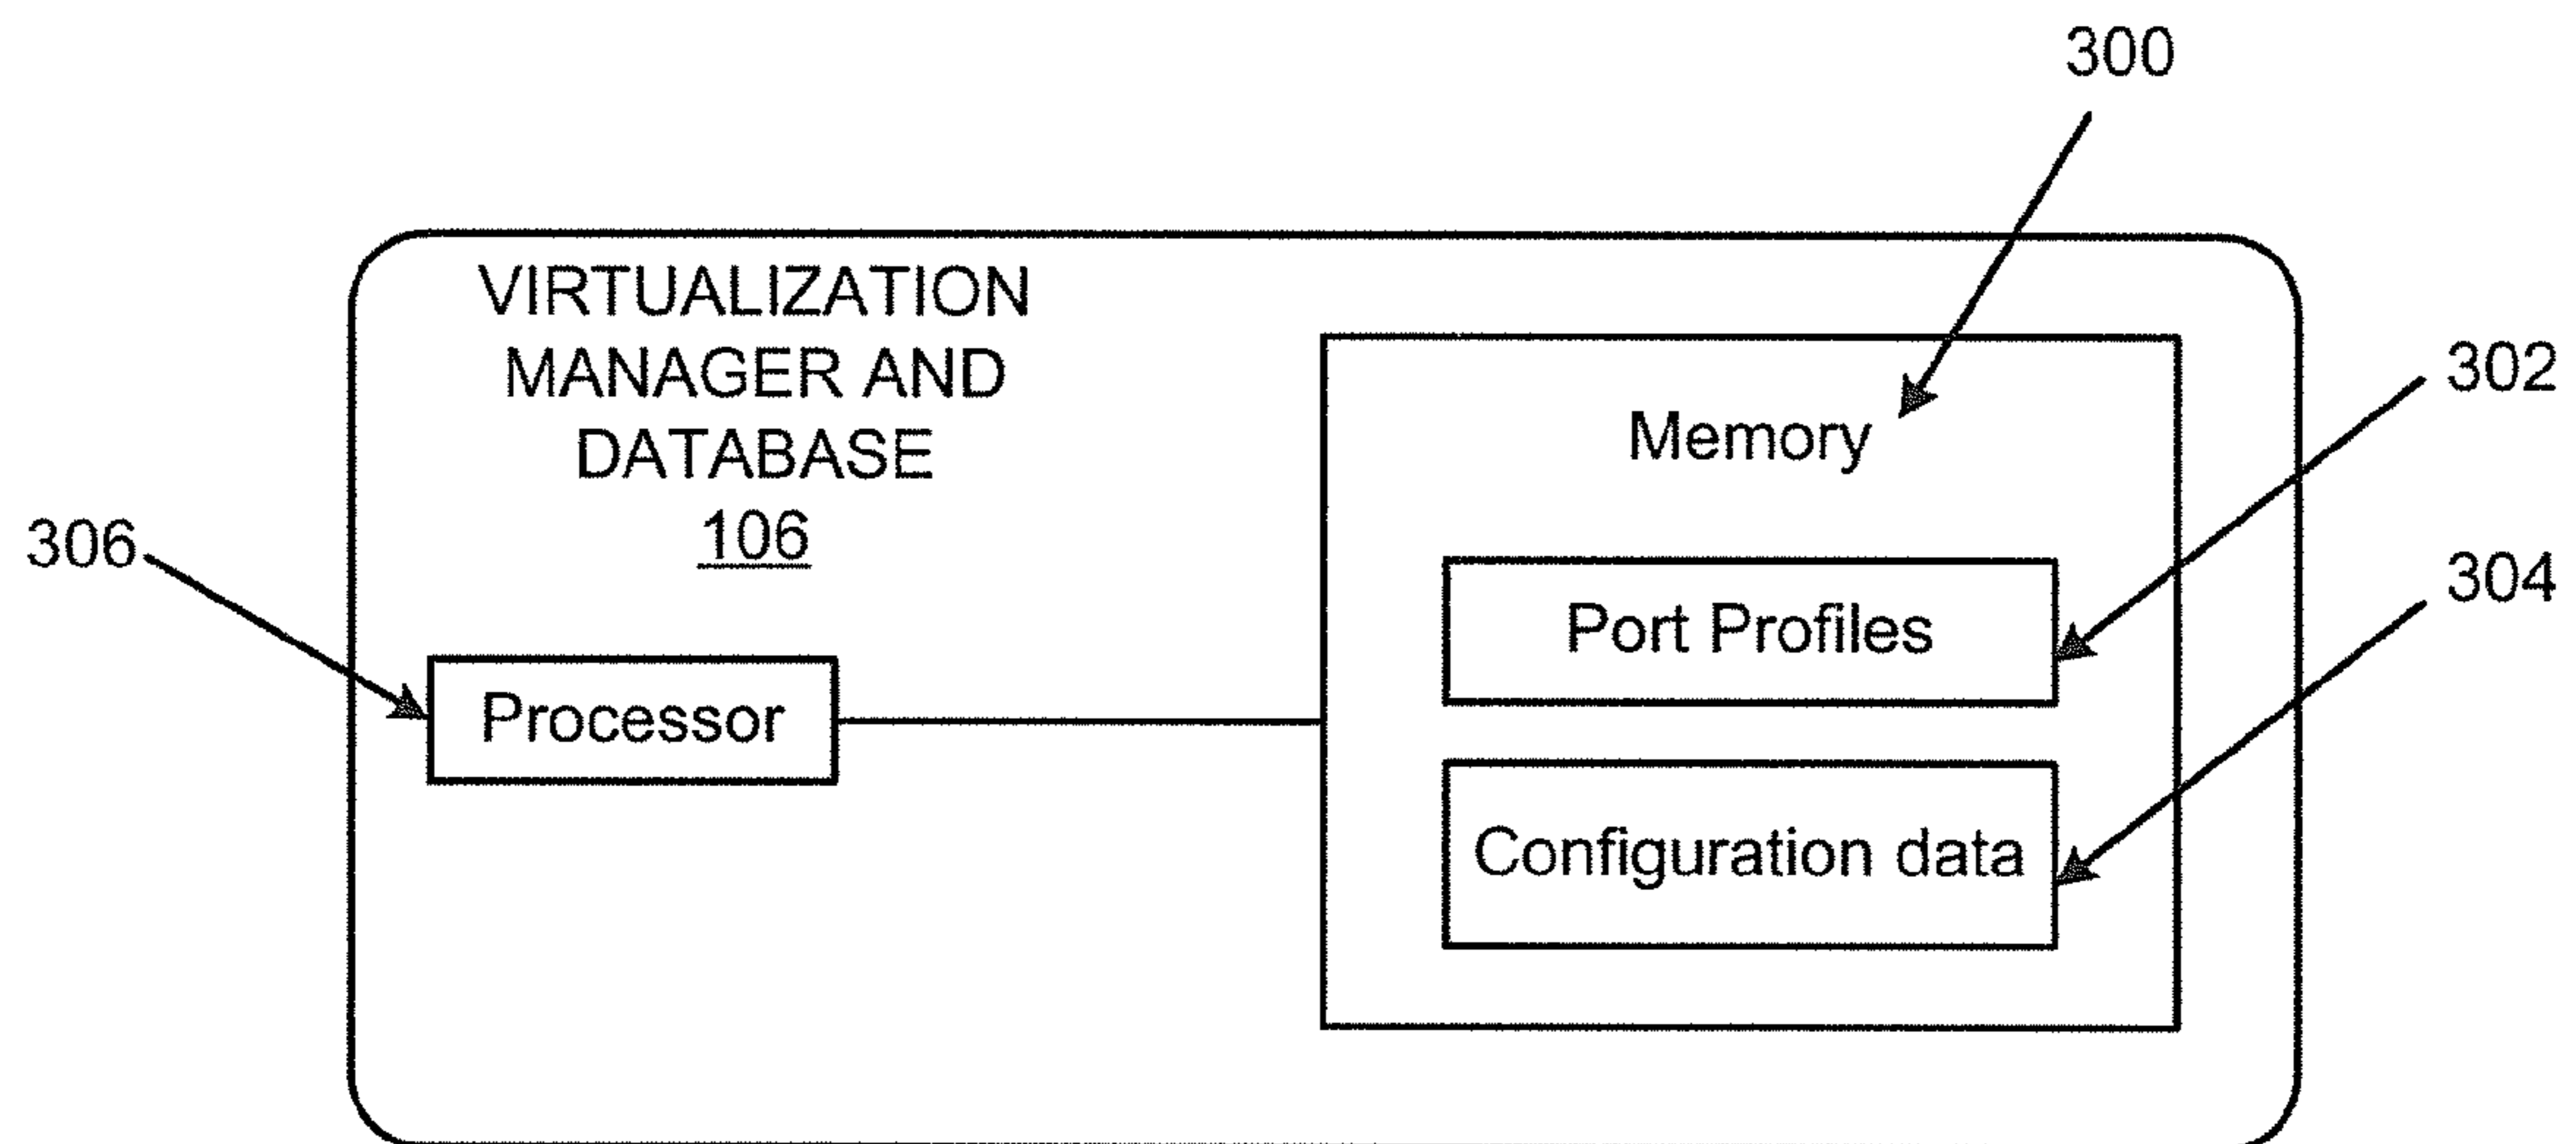 300
VIRTUALIZATION
MANAGER AND
DATABASE
106
Memory
302
Port Profiles
304
306
Processor
Configuration data